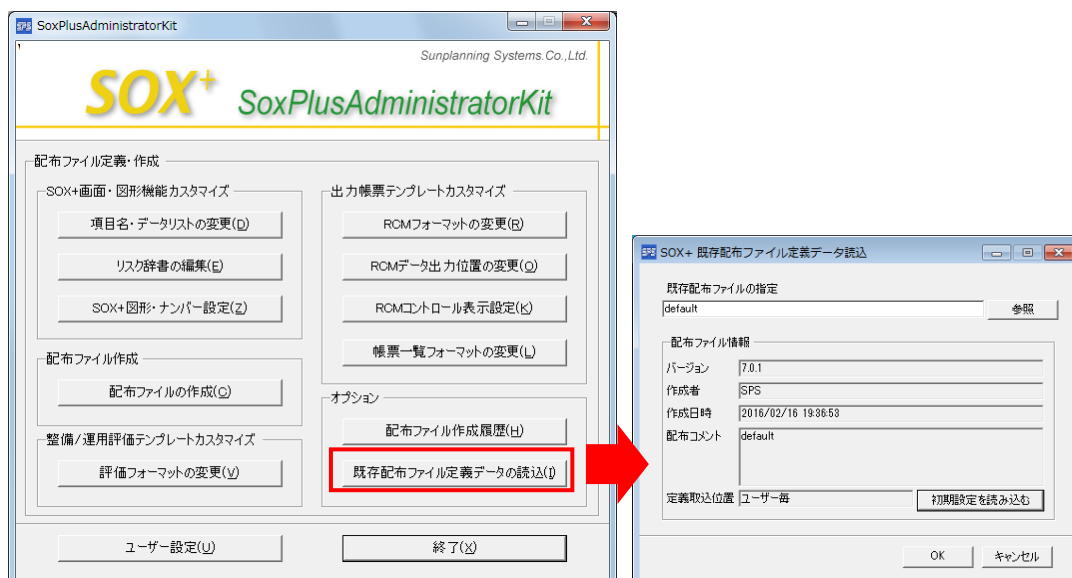 SPS SoxPlusAdministratorKit
Sunplanning Systems.Co.,Ltd.
SOX+ SoxPlusAdministratorKit
配布ファイル定義・作成
SOX+画面・図形機能カスタマイズ
項目名・データリストの変更(D)
リスク辞書の編集(E)
SOX+図形・ナンバー設定(Z)
配布ファイル作成
配布ファイルの作成(C)
整備/運用評価テンプレートカスタマイズ
評価フォーマットの変更(V)
出力帳票テンプレートカスタマイズ
RCMフォーマットの変更(R)
RCMデータ出力位置の変更(O)
RCMコントロール表示設定(K)
帳票一覧フォーマットの変更(L)
オプション
配布ファイル作成履歴(H)
既存配布ファイル定義データの読込(I)
ユーザー設定(U)
終了(X)
SPS SOX+ 既存配布ファイル定義データ読込
既存配布ファイルの指定
default 参照
配布ファイル情報
バージョン 7.0.1
作成者 SPS
作成日時 2016/02/16 19:36:53
配布コメント default
定義取込位置 ユーザー毎 初期設定を読み込む
OK キャンセル